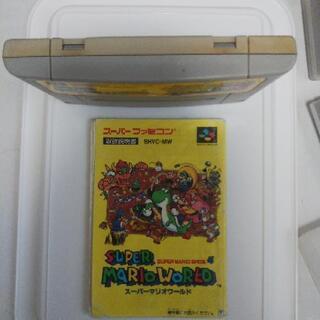 スーパーファミコン
取扱説明書 SHVC-MW
SUPER MARIO BROS. 4
SUPER
MARIO WORLD
スーパーマリオワールド